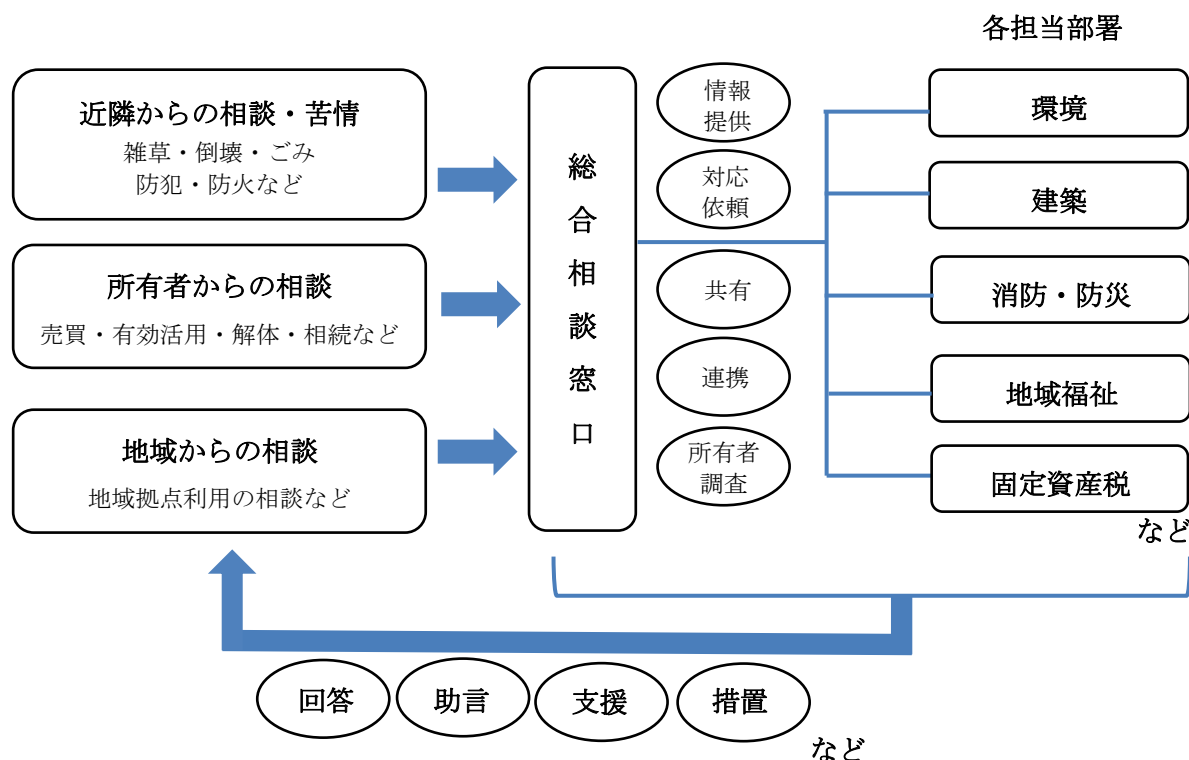 各担当部署
近隣からの相談・苦情
雑草・倒壊・ごみ
防犯・防火など
所有者からの相談
売買・有効活用・解体・相続など
地域からの相談
地域拠点利用の相談など
総合相談窓口
情報
提供
対応
依頼
共有
連携
所有者
調査
環境
建築
消防・防災
地域福祉
固定資産税
など
回答
助言
支援
措置
など